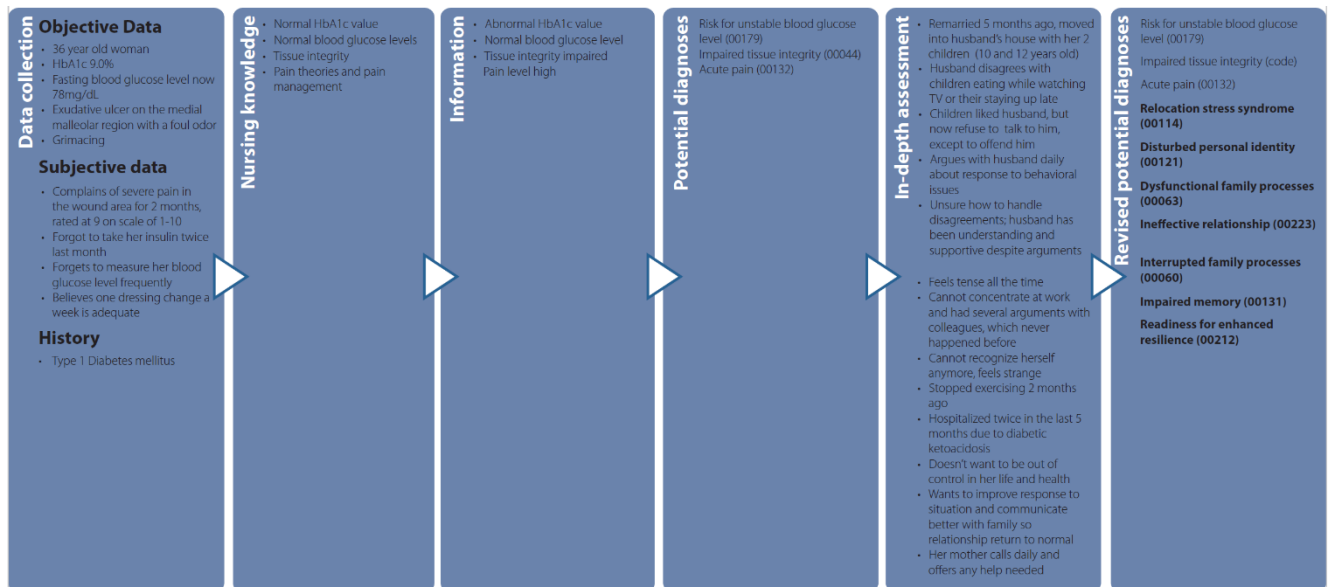 Data collection
Objective Data
• 36 year old woman
• HbA1c 9.0%
• Fasting blood glucose level now
78mg/dL
• Exudative ulcer on the medial
malleolar region with a foul odor
• Grimacing
Subjective data
• Complains of severe pain in
the wound area for 2 months,
rated at 9 on scale of 1-10
• Forgot to take her insulin twice
last month
• Forgets to measure her blood
glucose level frequently
• Believes one dressing change a
week is adequate
History
• Type 1 Diabetes mellitus
Nursing knowledge
• Normal HbA1c value
• Normal blood glucose levels
• Tissue integrity
• Pain theories and pain
management
Information
• Abnormal HbA1c value
• Normal blood glucose level
• Tissue integrity impaired
Pain level high
Potential diagnoses
Risk for unstable blood glucose
level (00179)
Impaired tissue integrity (00044)
Acute pain (00132)
In-depth assessment
• Remarried 5 months ago, moved
into husband's house with her 2
children (10 and 12 years old)
• Husband disagrees with
children eating while watching
TV or their staying up late
• Children liked husband, but
now refuse to talk to him,
except to offend him
• Argues with husband daily
about response to behavioral
issues
• Unsure how to handle
disagreements; husband has
been understanding and
supportive despite arguments
• Feels tense all the time
• Cannot concentrate at work
and had several arguments with
colleagues, which never
happened before
• Cannot recognize herself
anymore, feels strange
• Stopped exercising 2 months
ago
• Hospitalized twice in the last 5
months due to diabetic
ketoacidosis
• Doesn't want to be out of
control in her life and health
• Wants to improve response to
situation and communicate
better with family so
relationship return to normal
• Her mother calls daily and
offers any help needed
Revised potential diagnoses
Risk for unstable blood glucose
level (00179)
Impaired tissue integrity (code)
Acute pain (00132)
Relocation stress syndrome
(00114)
Disturbed personal identity
(00121)
Dysfunctional family processes
(00063)
Ineffective relationship (00223)
Interrupted family processes
(00060)
Impaired memory (00131)
Readiness for enhanced
resilience (00212)